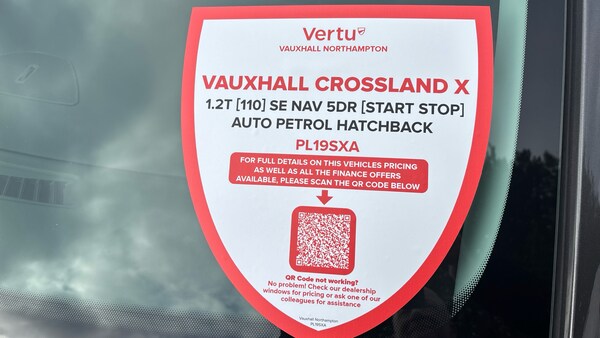 Vertu
VAUXHALL NORTHAMPTON
VAUXHALL CROSSLAND X
1.2T [110] SE NAV 5DR [START STOP]
AUTO PETROL HATCHBACK
PL19SXA
FOR FULL DETAILS ON THIS VEHICLES PRICING
AS WELL AS ALL THE FINANCE OFFERS
AVAILABLE, PLEASE SCAN THE QR CODE BELOW
QR Code not working?
No problem! Check our dealership
windows for pricing or ask one of our
colleagues for assistance
Vauxhall Northampton
PL19SXA